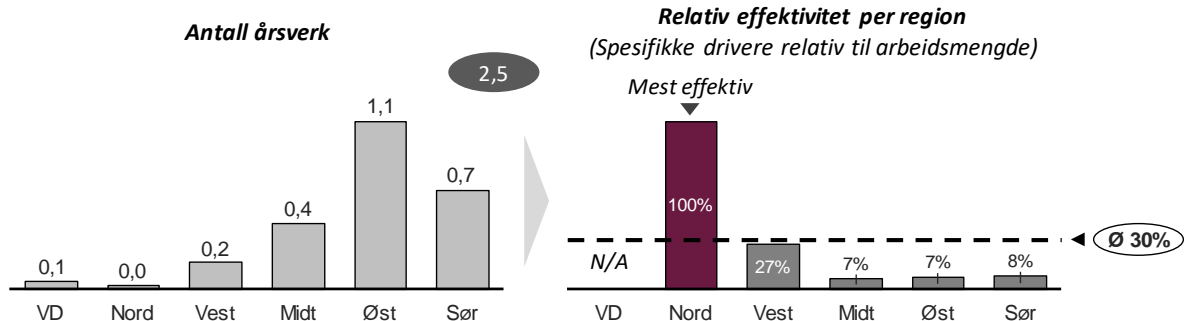 Antall årsverk
2,5
0,1
0,0
0,2
0,4
1,1
0,7
VD
Nord
Vest
Midt
Øst
Sør
Relativ effektivitet per region
(Spesifikke drivere relativ til arbeidsmengde)
Mest effektiv
N/A
100%
27%
7%
7%
8%
Ø 30%
VD
Nord
Vest
Midt
Øst
Sør